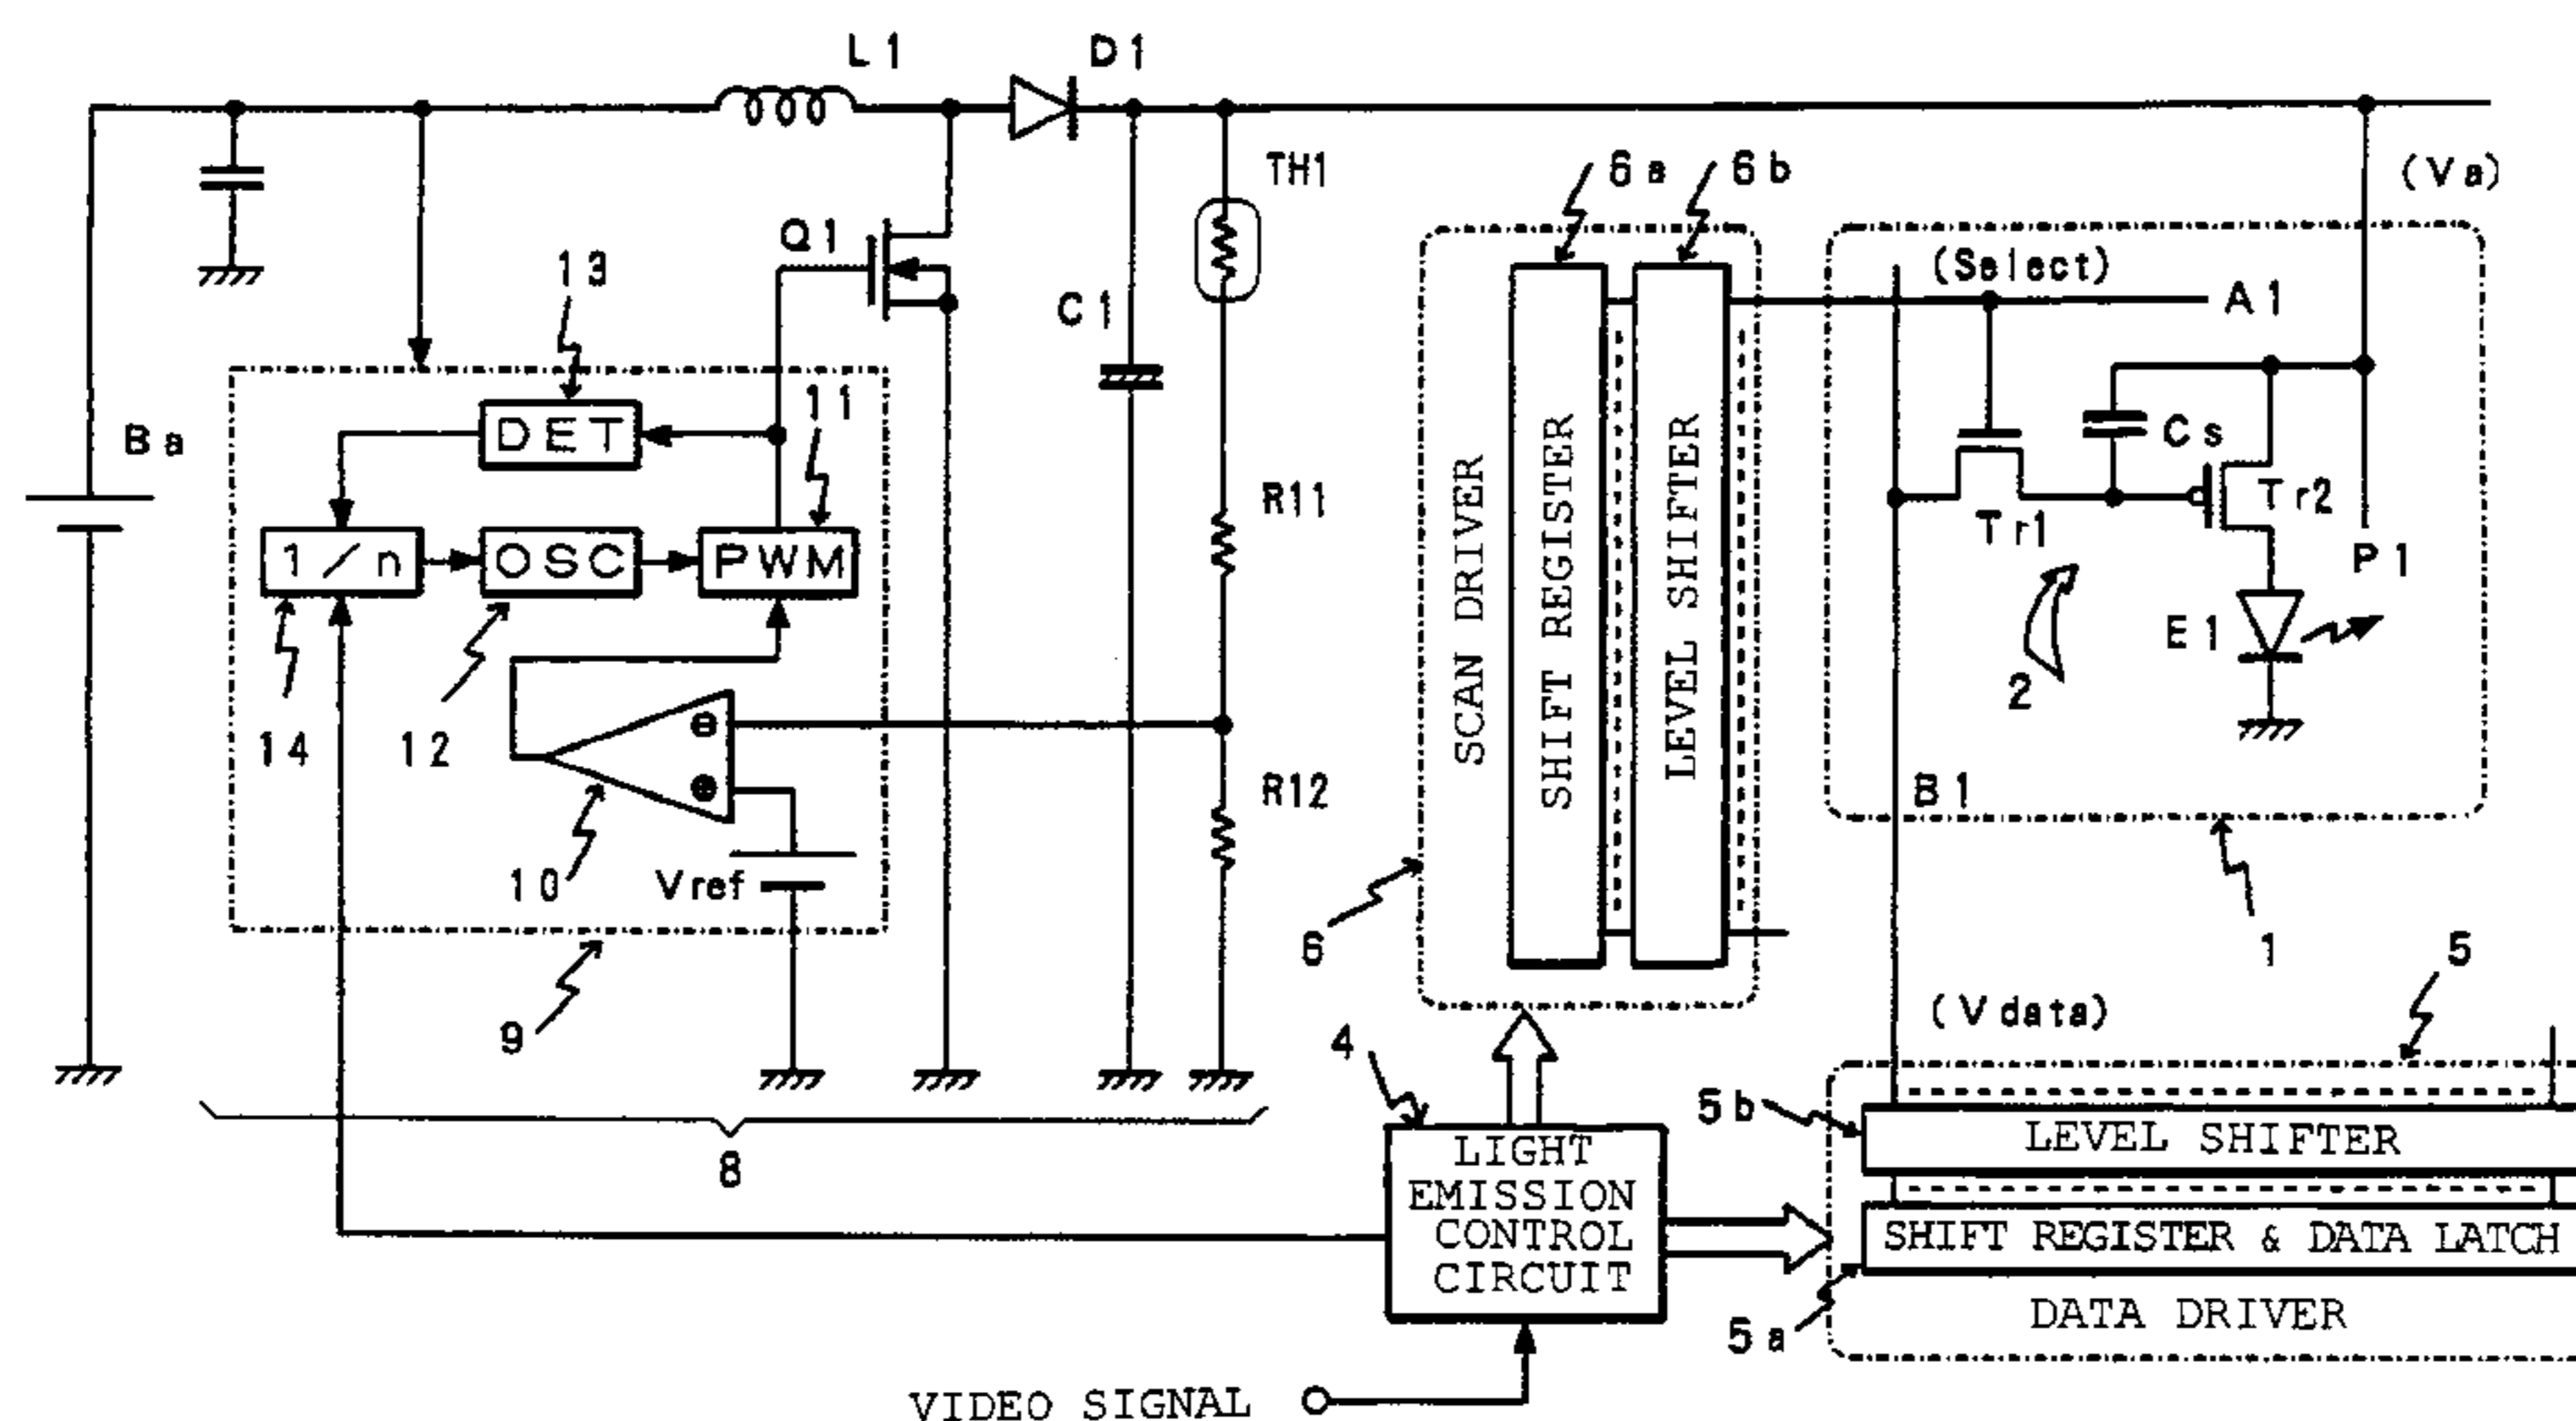 L1
D1
TH1
6a
6b
(Va)
Q1
(Select)
13
A1
C1
11
DET
Ba
Cs
R11
Tr2
Tr1
1/n
OSC
PWM
P1
SCAN DRIVER
SHIFT REGISTER
LEVEL SHIFTER
E1
2
14
12
⊖
⊕
R12
B1
10
Vref
6
1
5
9
4
(Vdata)
5b
LEVEL SHIFTER
8
LIGHT
EMISSION
CONTROL
CIRCUIT
SHIFT REGISTER & DATA LATCH
5a
DATA DRIVER
VIDEO SIGNAL